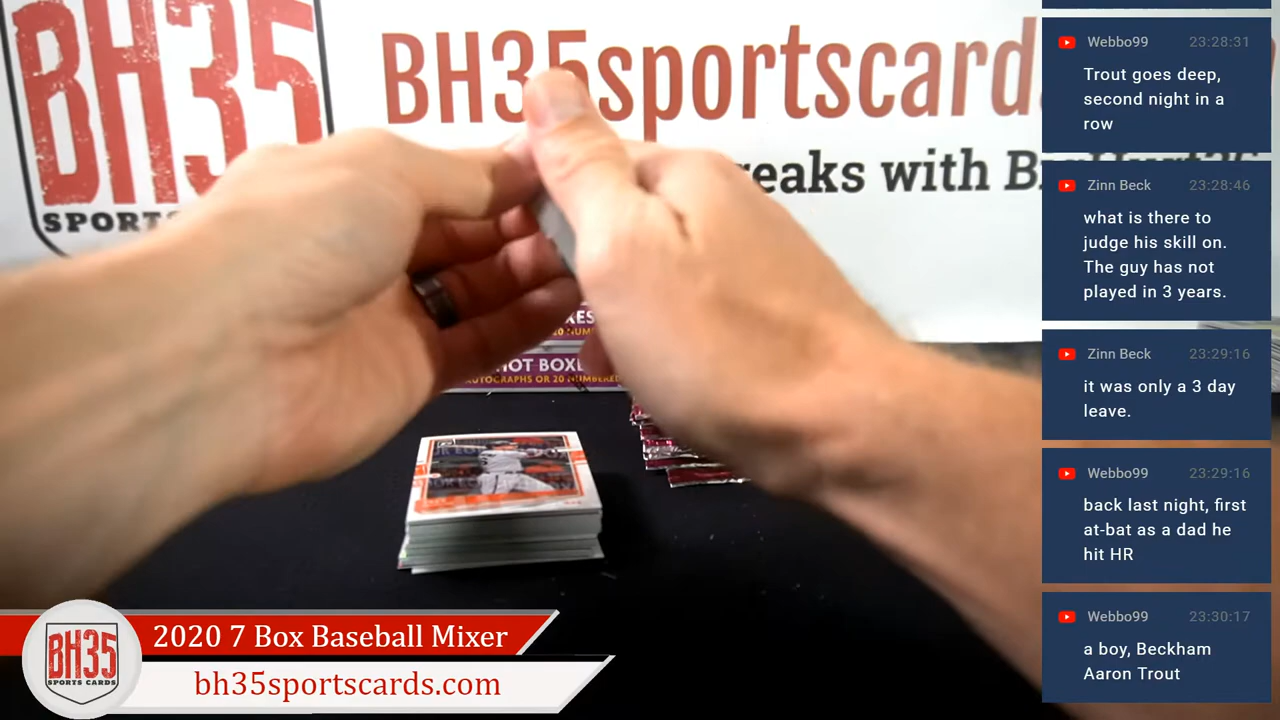 BH35
SPORTS
BH35sportscard
reaks with
XES
HOT BOXE
AUTOGRAPHS OR 20 NUMBERED
Webbo99 23:28:31
Trout goes deep,
second night in a
row
Zinn Beck 23:28:46
what is there to
judge his skill on.
The guy has not
played in 3 years.
Zinn Beck 23:29:16
it was only a 3 day
leave.
Webbo99 23:29:16
back last night, first
at-bat as a dad he
hit HR
Webbo99 23:30:17
a boy, Beckham
Aaron Trout
BH35
SPORTS CARDS
2020 7 Box Baseball Mixer
bh35sportscards.com